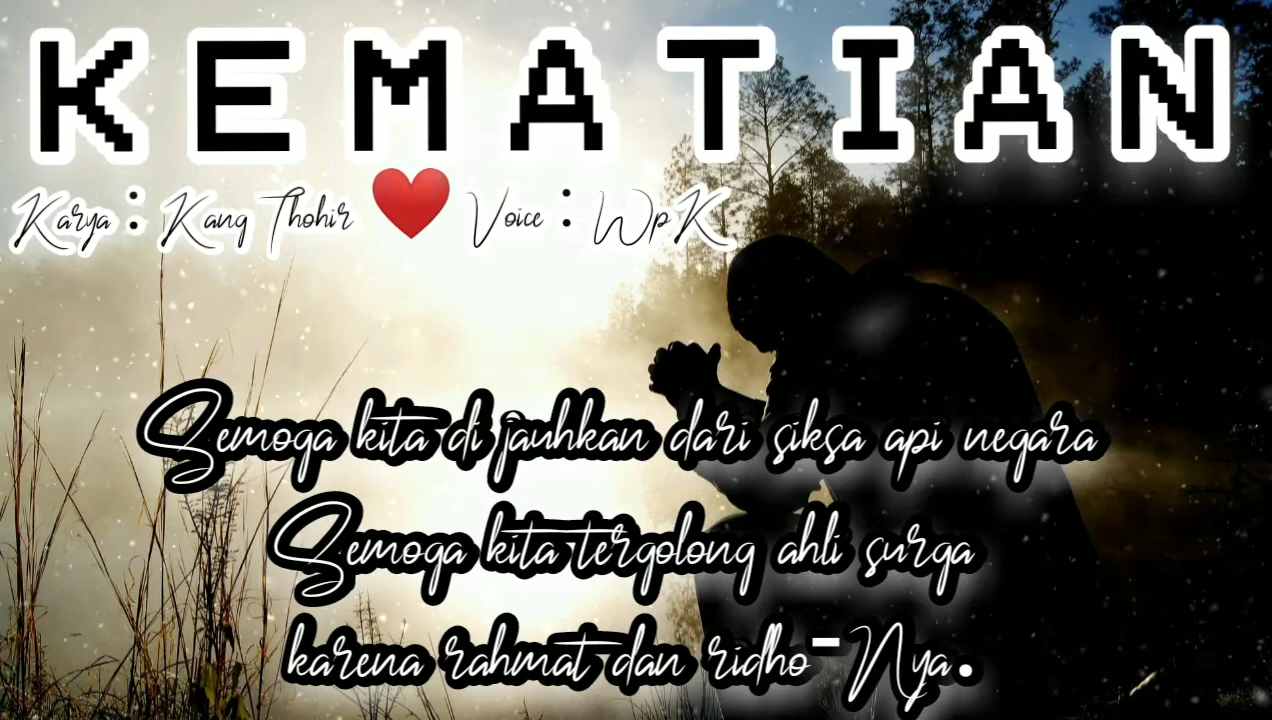 KEMATIAN
Karya : Kang Thohir ❤️ Voice : WpK
Semoga kita di jauhkan dari siksa api negara
Semoga kita tergolong ahli surga
karena rahmat dan ridho-Nya.